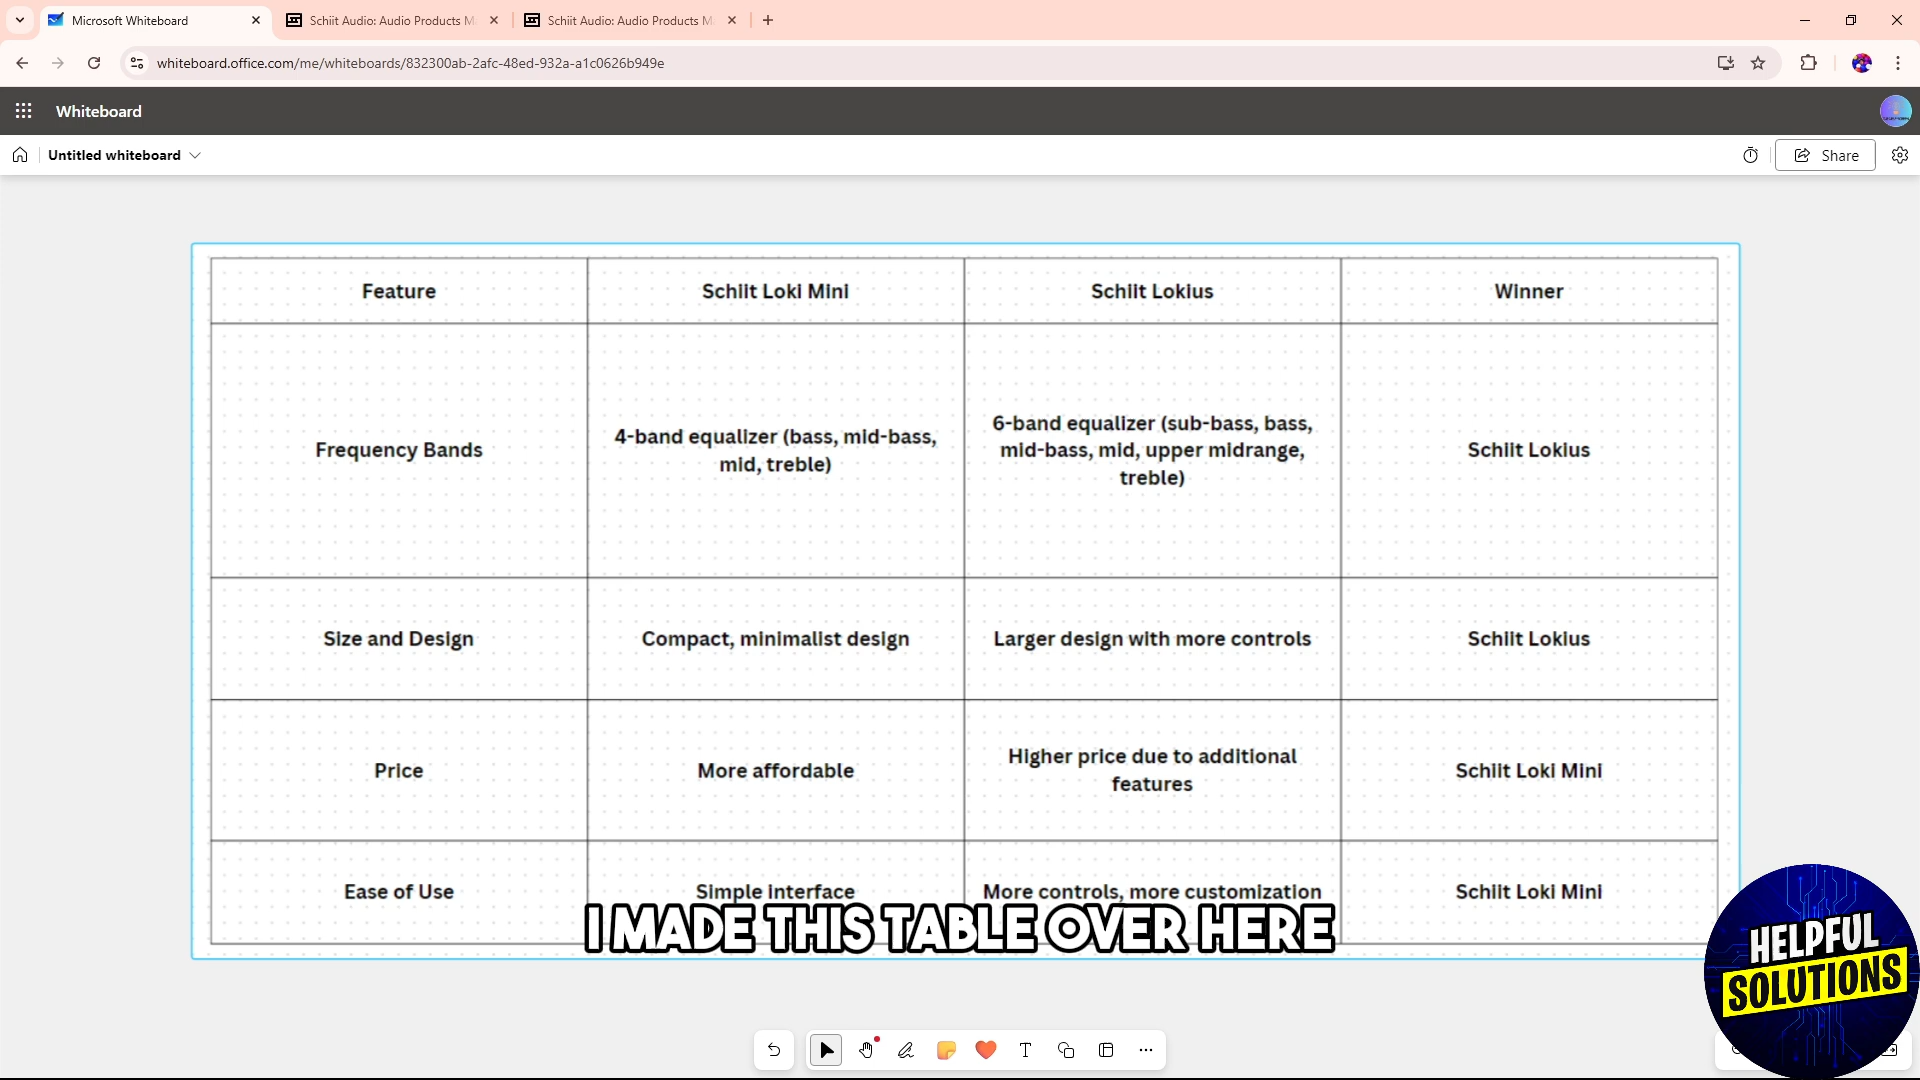 Microsoft Whiteboard
Schiit Audio: Audio Products M
Schiit Audio: Audio Products M
whiteboard.office.com/me/whiteboards/832300ab-2afc-48ed-932a-a1c0626b949e
Whiteboard
Untitled whiteboard
Share
Feature
Schiit Loki Mini
Schiit Lokius
Winner
Frequency Bands
4-band equalizer (bass, mid-bass,
mid, treble)
6-band equalizer (sub-bass, bass,
mid-bass, mid, upper midrange,
treble)
Schiit Lokius
Size and Design
Compact, minimalist design
Larger design with more controls
Schiit Lokius
Price
More affordable
Higher price due to additional
features
Schiit Loki Mini
Ease of Use
Simple interface
More controls, more customization
Schiit Loki Mini
I MADE THIS TABLE OVER HERE
HELPFUL
SOLUTIONS